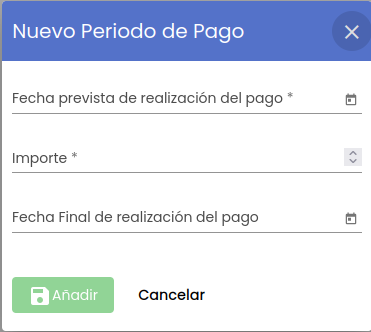 Nuevo Periodo de Pago
Fecha prevista de realización del pago *
Importe *
Fecha Final de realización del pago
Añadir
Cancelar